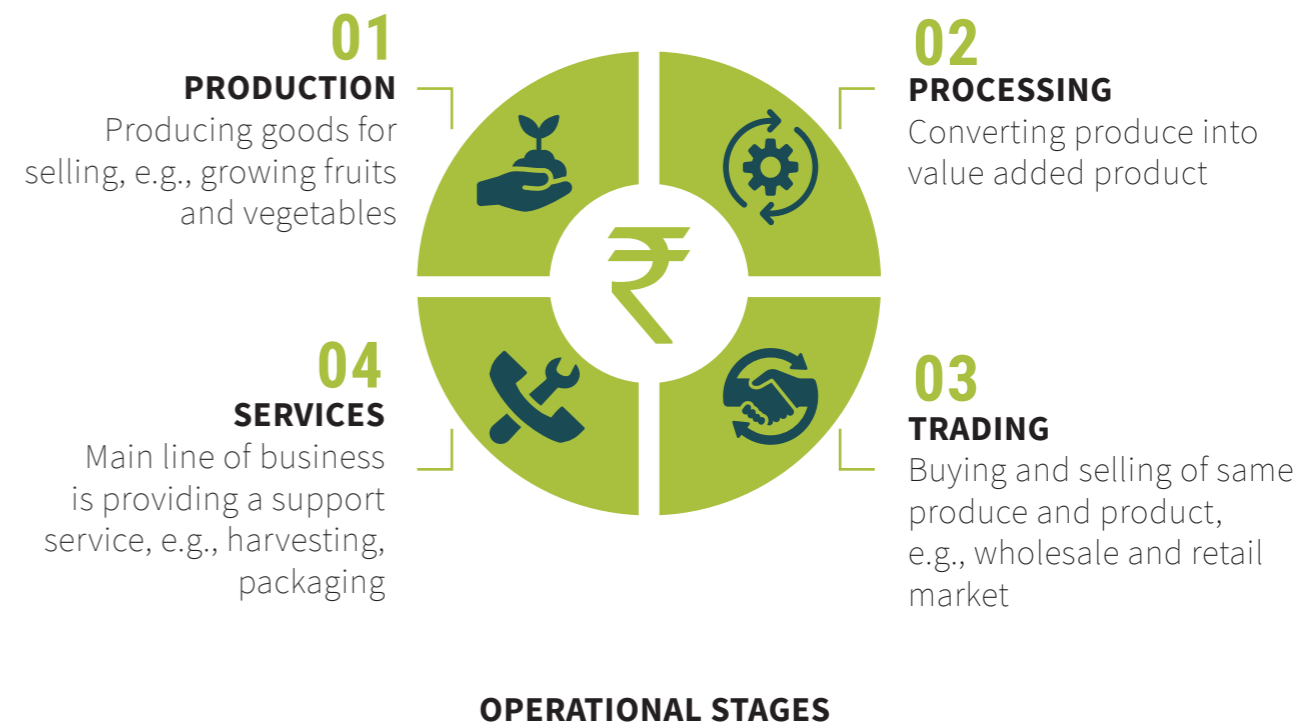 01
PRODUCTION
Producing goods for
selling, e.g., growing fruits
and vegetables
02
PROCESSING
Converting produce into
value added product
₹
03
TRADING
Buying and selling of same
produce and product,
e.g., wholesale and retail
market
04
SERVICES
Main line of business
is providing a support
service, e.g., harvesting,
packaging
OPERATIONAL STAGES